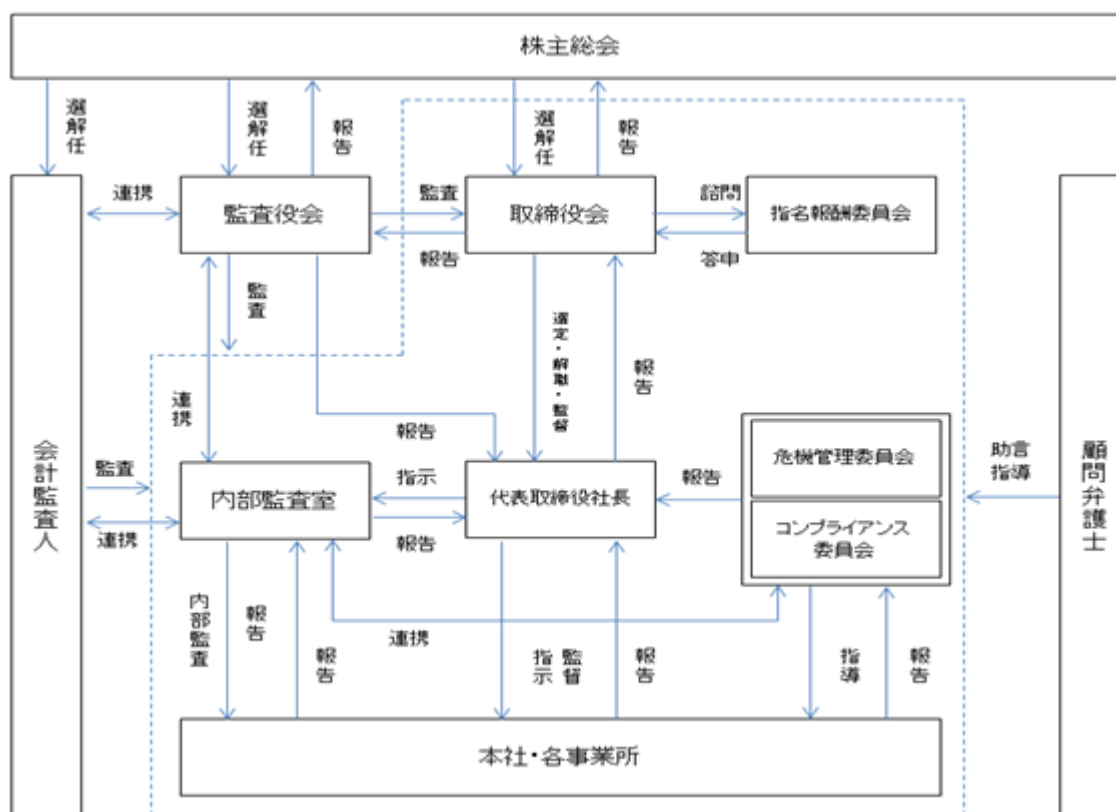 株主総会
選解任
選解任
報告
選解任
報告
連携
監査役会
監査
報告
取締役会
諮問
答申
指名報酬委員会
監査
連携
選定・解職・監督
報告
報告
会計監査人
監査
連携
内部監査室
指示
報告
代表取締役社長
報告
危機管理委員会
コンプライアンス
委員会
助言
指導
顧問弁護士
内部監査
報告
報告
連携
指示
監督
報告
指導
報告
本社・各事業所